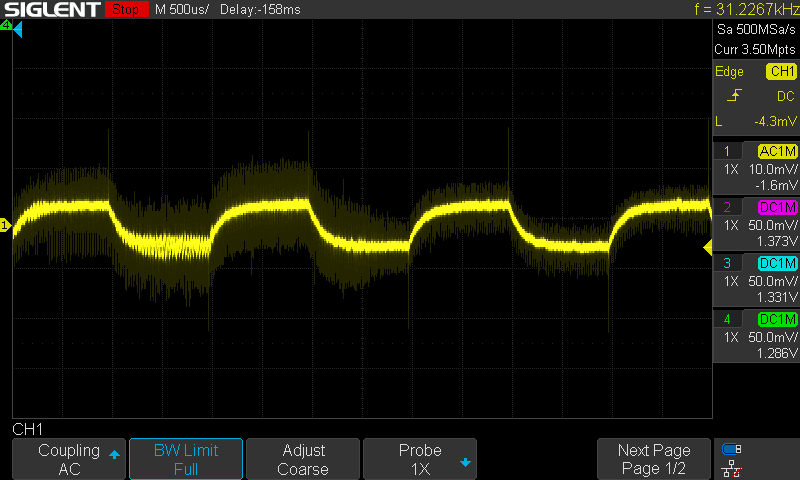 SIGLENT Stop M 500us/ Delay:-158ms f = 31.2267kHz
Sa 500MSa/s
Curr 3.50Mpts
4
Edge CH1
DC
L -4.3mV
1 AC1M
1X 10.0mV/
-1.6mV
2 DC1M
1X 50.0mV/
1.373V
3 DC1M
1X 50.0mV/
1.331V
4 DC1M
1X 50.0mV/
1.286V
1
CH1
Coupling
AC
BW Limit
Full
Adjust
Coarse
Probe
1X
Next Page
Page 1/2